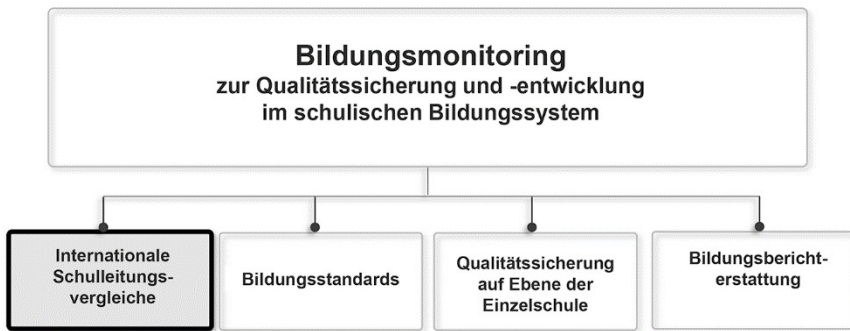 Bildungsmonitoring
zur Qualitätssicherung und -entwicklung
im schulischen Bildungssystem
Internationale
Schulleitungs-
vergleiche
Bildungsstandards
Qualitätssicherung
auf Ebene der
Einzelschule
Bildungsbericht-
erstattung